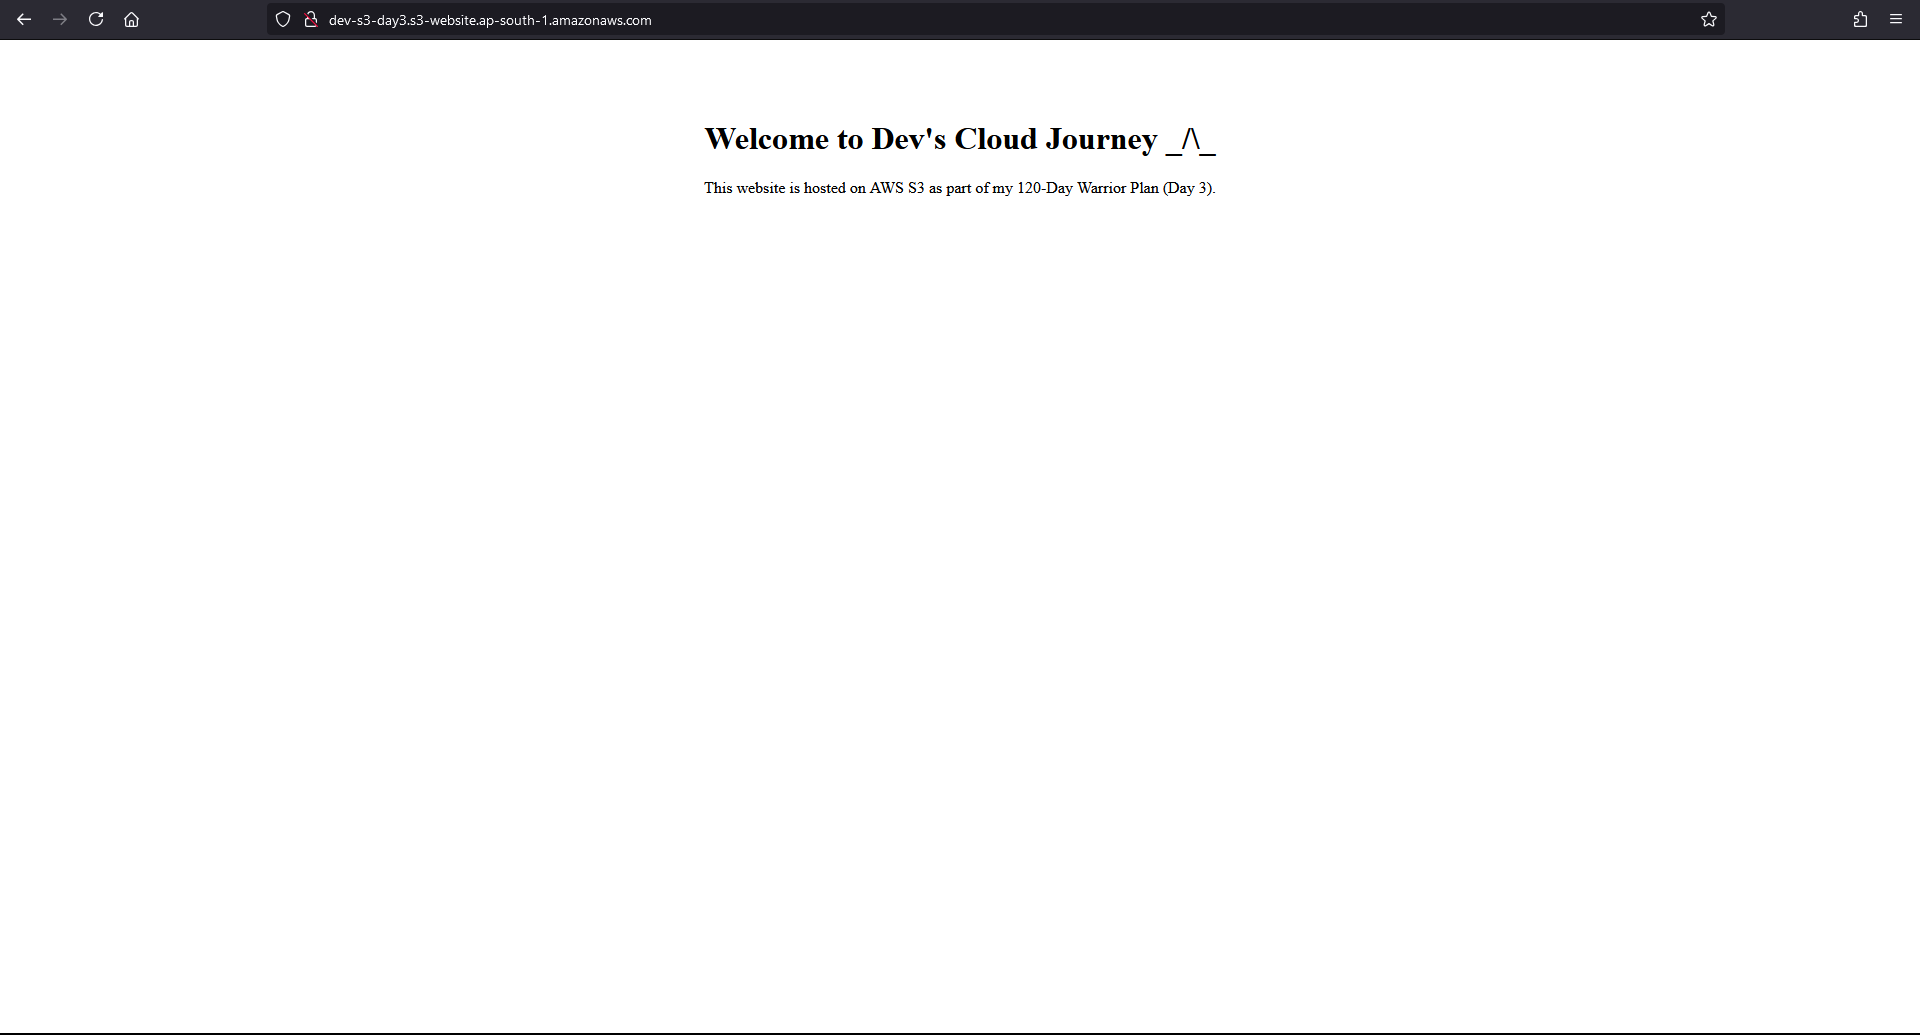 dev-s3-day3.s3-website.ap-south-1.amazonaws.com
Welcome to Dev's Cloud Journey _/\_
This website is hosted on AWS S3 as part of my 120-Day Warrior Plan (Day 3).